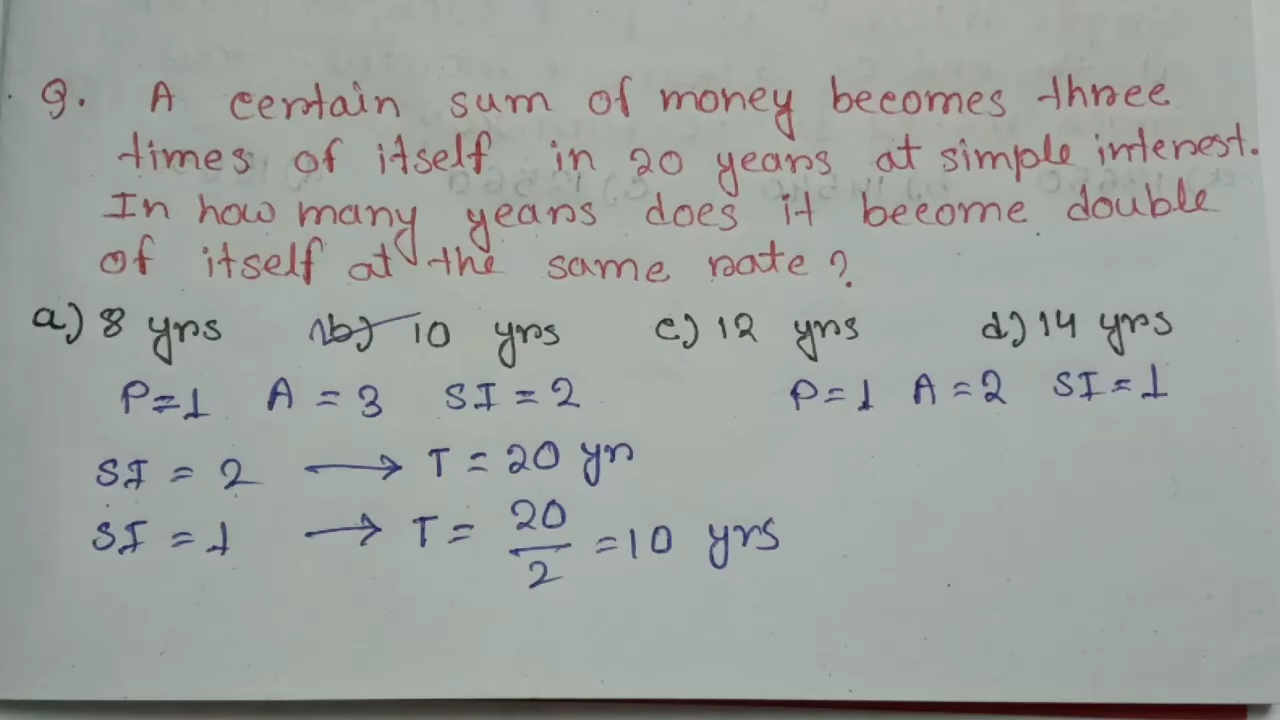 Q. A certain sum of money becomes three
times of itself in 20 years at simple interest.
In how many years does it become double
of itself at the same rate?
a) 8 yrs b) 10 yrs c) 12 yrs d) 14 yrs
P=1 A = 3 SI = 2 P=1 A=2 SI=1
SI = 2 → T = 20 yr
SI = 1 → T = 20/2 = 10 yrs